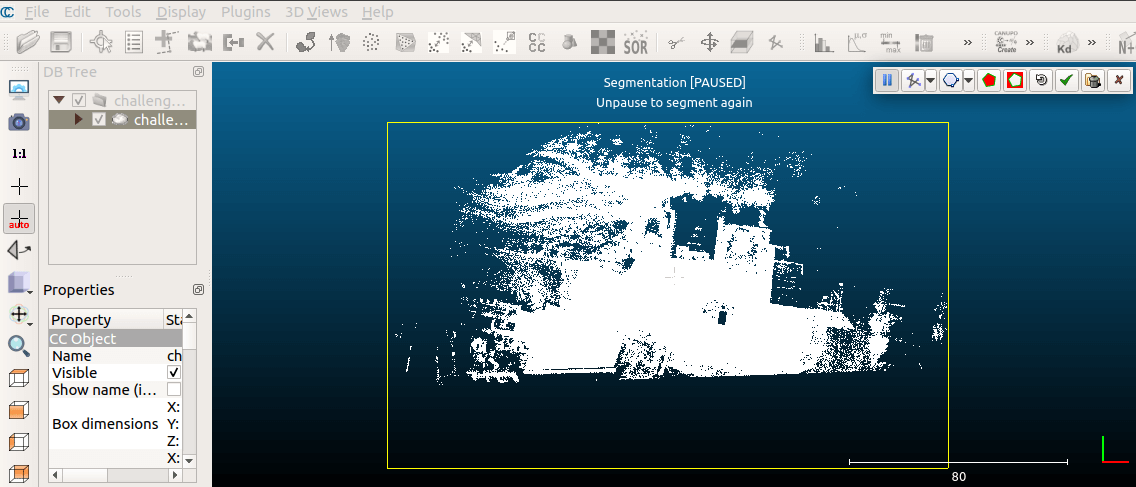 File Edit Tools Display Plugins 3D Views Help
CC
CC
SOR
μ,σ
min
max
»
CANUPO
Create
»
Kd
»
N+
DB Tree
challeng...
challe...
Segmentation [PAUSED]
Unpause to segment again
1:1
auto
Properties
Property Sta
CC Object
Name ch
Visible
Show name (i...
X:
Box dimensions Y:
Z:
X:
80